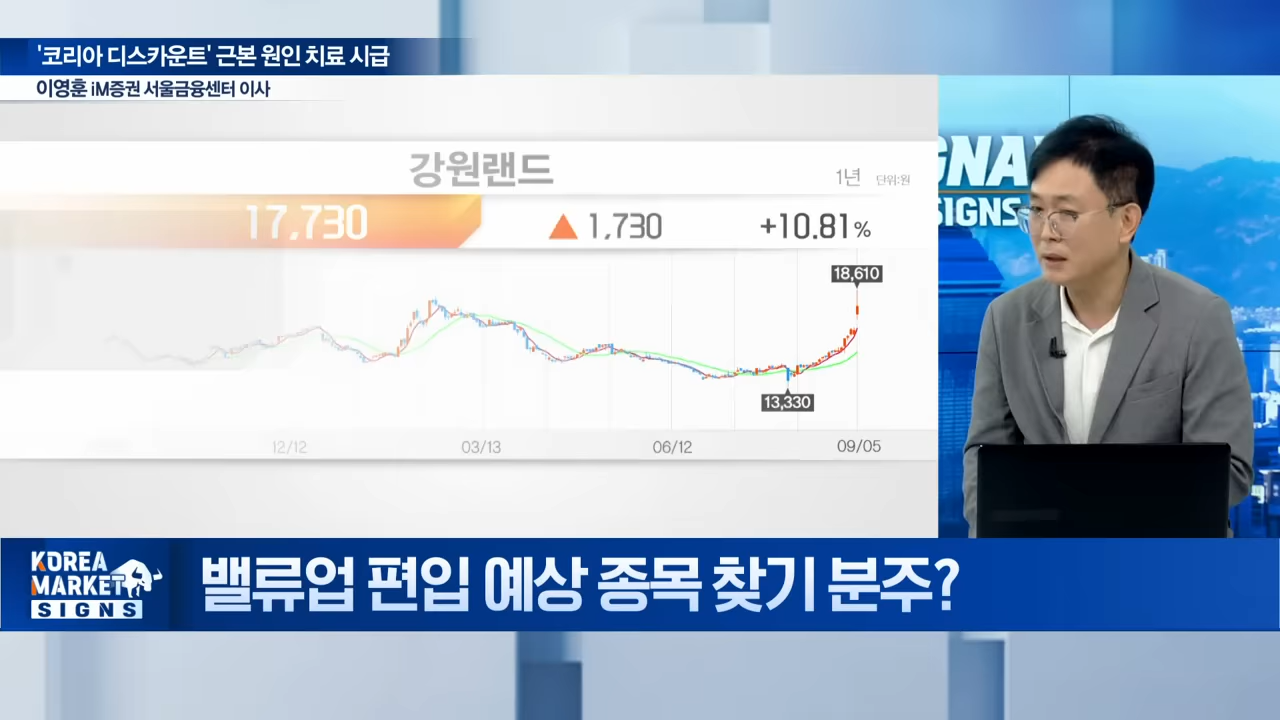 '코리아 디스카운트' 근본 원인 치료 시급
이영훈 iM증권 서울금융센터 이사
강원랜드
1년 단위:원
17,730 ▲ 1,730 +10.81%
18,610
13,330
12/12 03/13 06/12 09/05
GNA
SIGNS
KOREA
MARKET
SIGNS
밸류업 편입 예상 종목 찾기 분주?